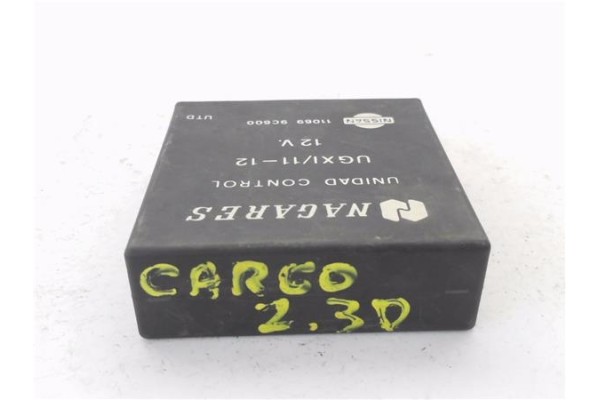 NAGARES
UNIDAD CONTROL
UGXI/11-12
12 V.
NISSAN 11069 9C600 UTD
CARGO
2.3D